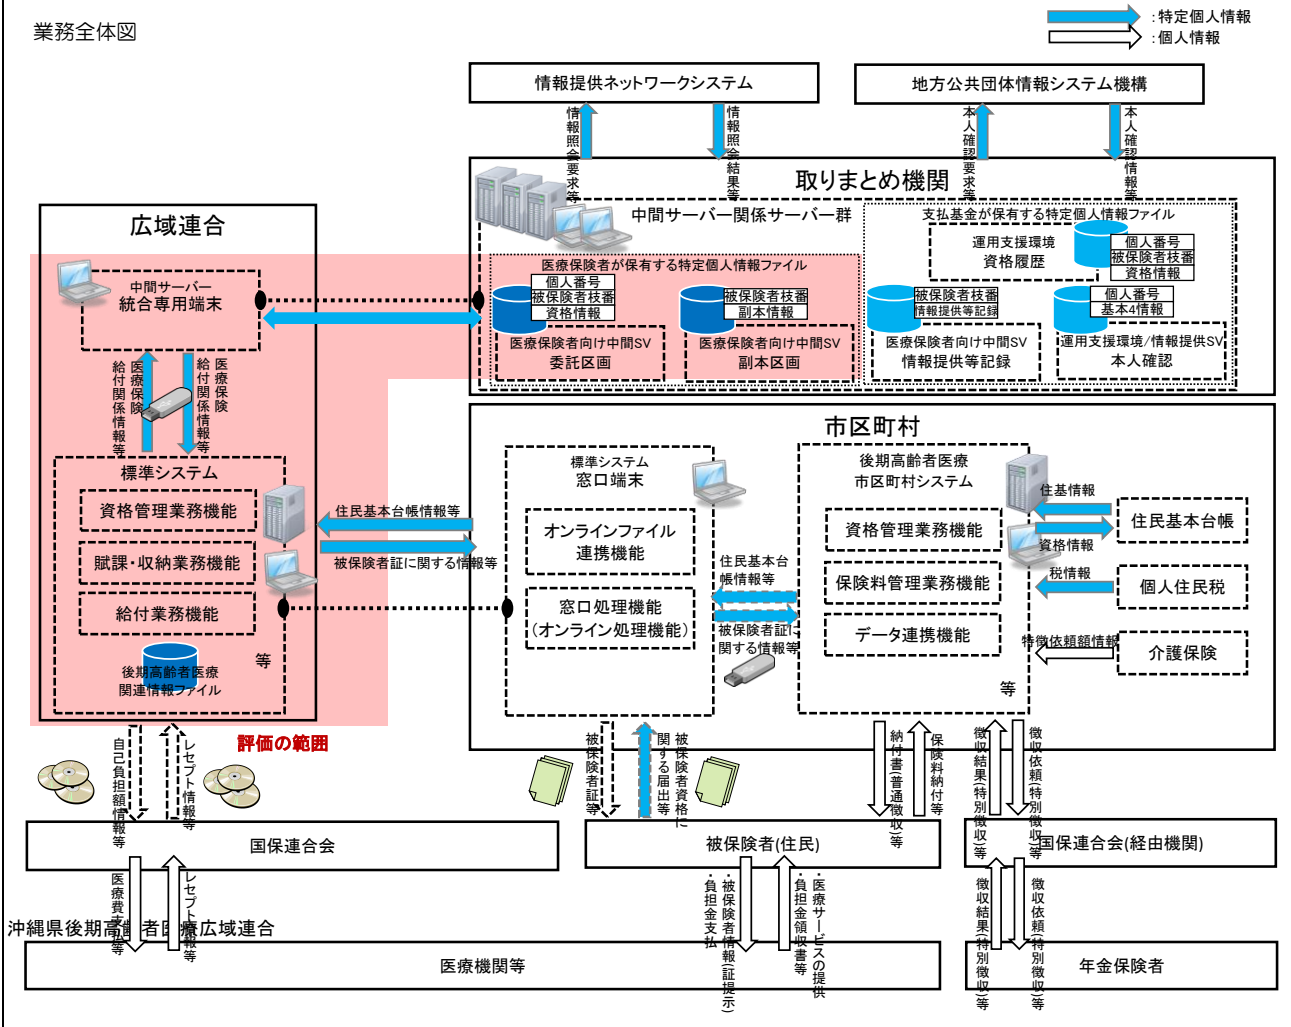 業務全体図
:特定個人情報
:個人情報
情報提供ネットワークシステム
地方公共団体情報システム機構
情報照会要求等
情報照会結果等
本人確認要求等
本人確認情報等
取りまとめ機関
中間サーバー関係サーバー群
支払基金が保有する特定個人情報ファイル
運用支援環境
資格履歴
個人番号
被保険者枝番
資格情報
医療保険者が保有する特定個人情報ファイル
個人番号
被保険者枝番
資格情報
医療保険者向け中間SV
委託区画
被保険者枝番
副本情報
医療保険者向け中間SV
副本区画
被保険者枝番
情報提供等記録
医療保険者向け中間SV
情報提供等記録
個人番号
基本4情報
運用支援環境/情報提供SV
本人確認
広域連合
中間サーバー
統合専用端末
医療保険
給付関係情報等
医療保険
給付関係情報等
標準システム
資格管理業務機能
賦課・収納業務機能
給付業務機能
等
後期高齢者医療
関連情報ファイル
評価の範囲
住民基本台帳情報等
被保険者証に関する情報等
市区町村
標準システム
窓口端末
オンラインファイル
連携機能
窓口処理機能
(オンライン処理機能)
住民基本台
帳情報等
被保険者証に
関する情報等
後期高齢者医療
市区町村システム
資格管理業務機能
保険料管理業務機能
データ連携機能
等
住基情報
資格情報
税情報
特徴依頼額情報
住民基本台帳
個人住民税
介護保険
自己負担額情報等
レセプト情報等
被保険者証等
被保険者資格に
関する届出等
納付書(普通徴収)等
保険料納付等
徴収結果(特別徴収)等
徴収依頼(特別徴収)等
国保連合会
被保険者(住民)
国保連合会(経由機関)
医療費支払等
レセプト情報等
・被保険者情報(証提示)
・負担金支払
・医療サービスの提供
・負担金領収書等
徴収結果(特別徴収)等
徴収依頼(特別徴収)等
沖縄県後期高齢者医療広域連合
医療機関等
年金保険者